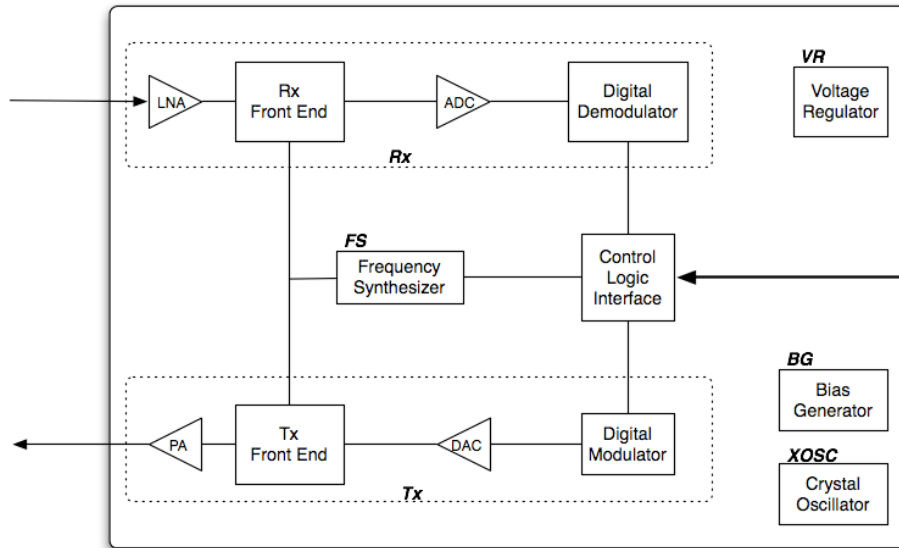 VR
LNA
Rx
Front End
ADC
Digital
Demodulator
Voltage
Regulator
Rx
FS
Frequency
Synthesizer
Control
Logic
Interface
BG
Bias
Generator
PA
Tx
Front End
DAC
Digital
Modulator
Tx
XOSC
Crystal
Oscillator